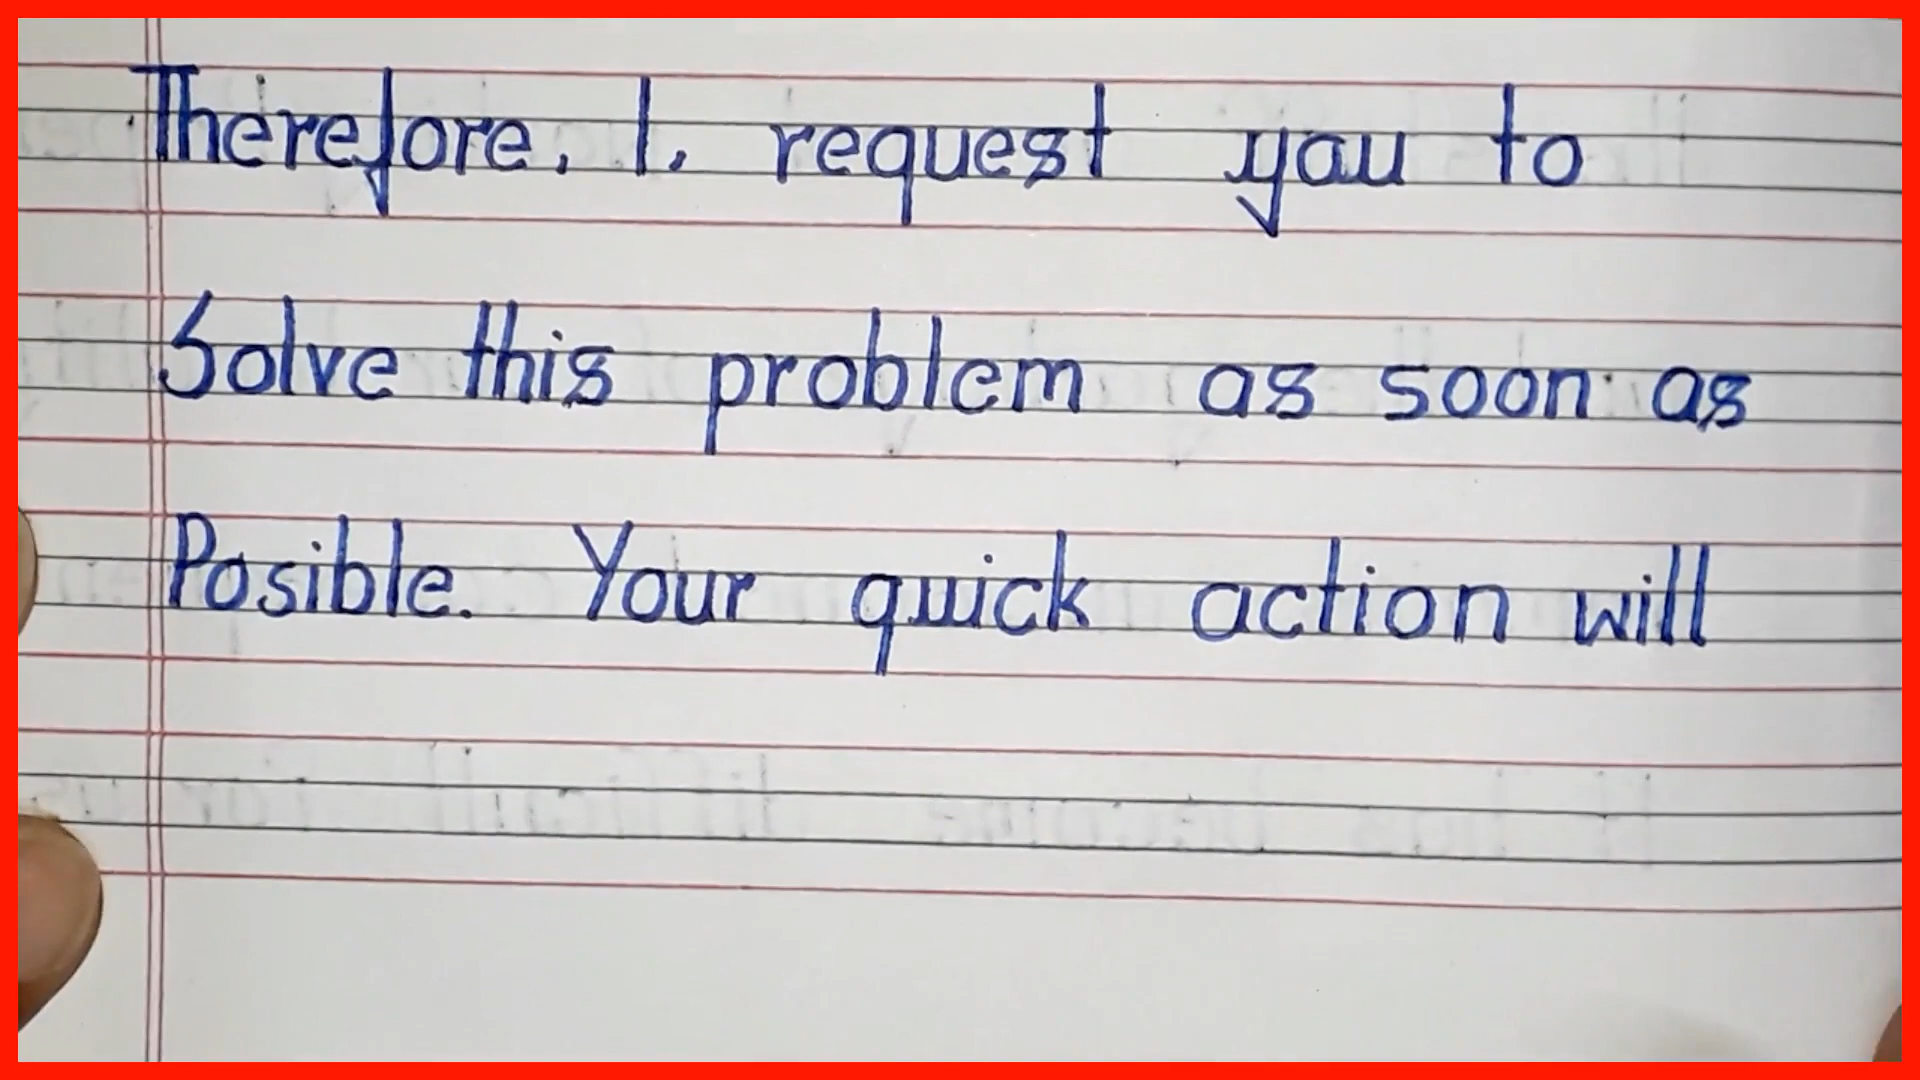 Therefore, I, request you to
Solve this problem as soon as
Posible. Your quick action will